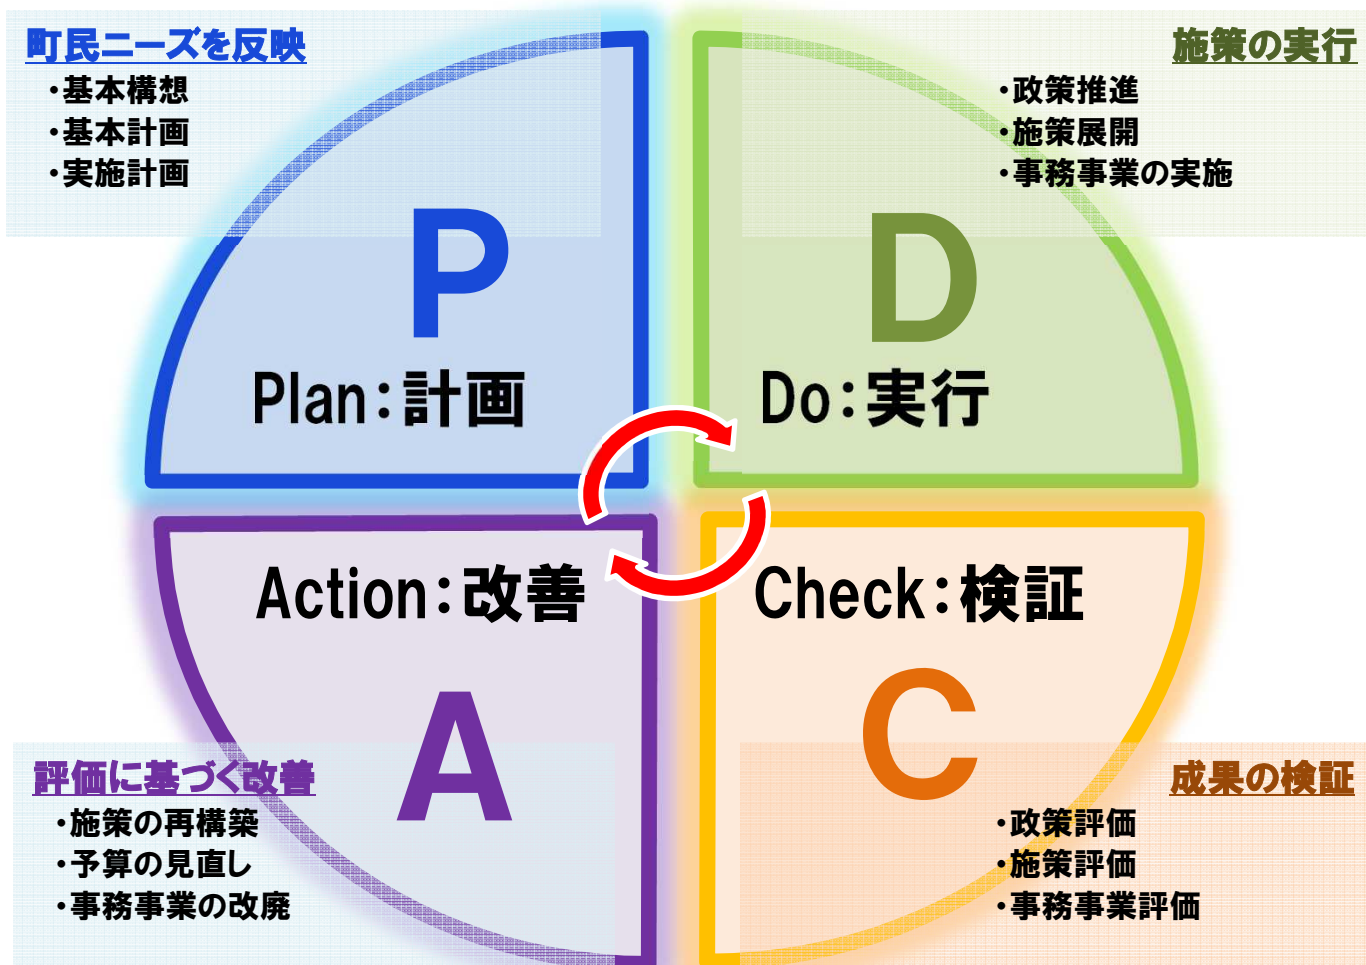 町民ニーズを反映
・基本構想
・基本計画
・実施計画
P
Plan：計画
施策の実行
・政策推進
・施策展開
・事務事業の実施
D
Do：実行
Action：改善
A
評価に基づく改善
・施策の再構築
・予算の見直し
・事務事業の改廃
Check：検証
C
成果の検証
・政策評価
・施策評価
・事務事業評価